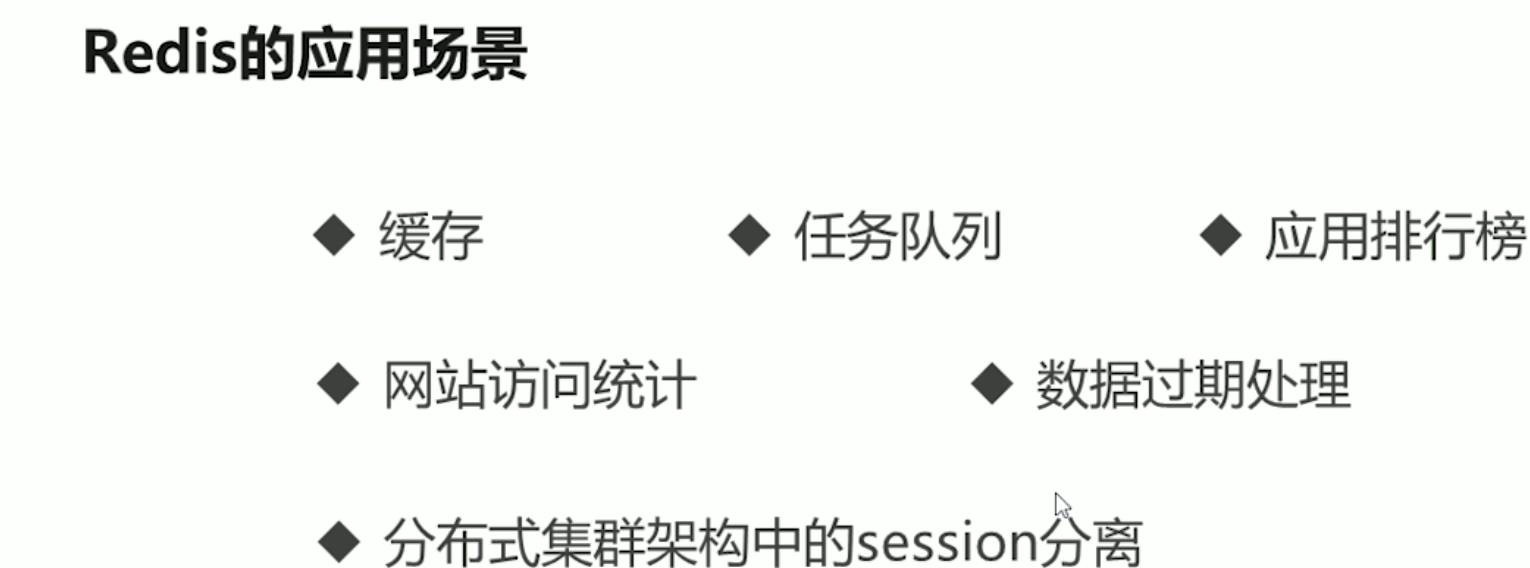 Redis的应用场景
◆ 缓存 ◆ 任务队列 ◆ 应用排行榜
◆ 网站访问统计 ◆ 数据过期处理
◆ 分布式集群架构中的session分离